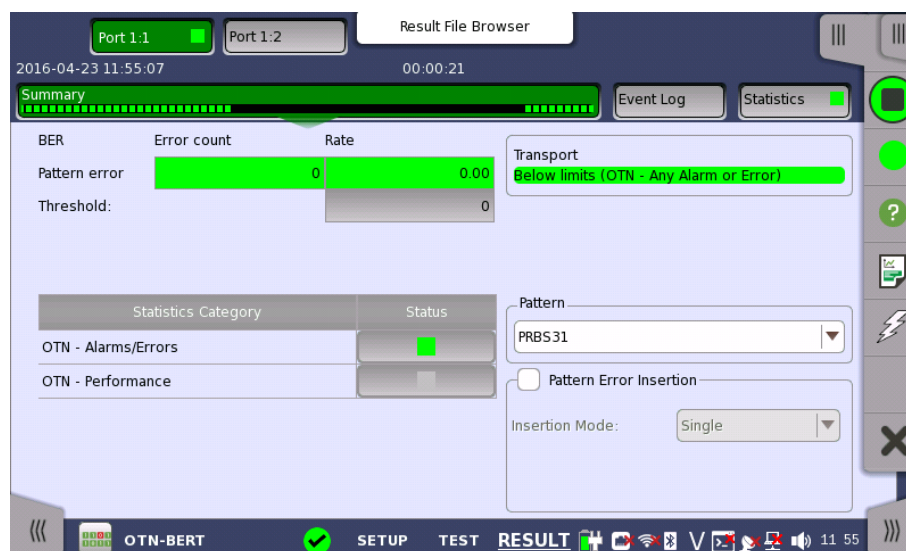 Port 1:1
Port 1:2
Result File Browser
2016-04-23 11:55:07
00:00:21
Summary
Event Log
Statistics
BER
Error count
Rate
Pattern error
0
0.00
Threshold:
0
Transport
Below limits (OTN - Any Alarm or Error)
Statistics Category
Status
OTN - Alarms/Errors
OTN - Performance
Pattern
PRBS31
Pattern Error Insertion
Insertion Mode:
Single
OTN-BERT
SETUP
TEST
RESULT
V
11 55